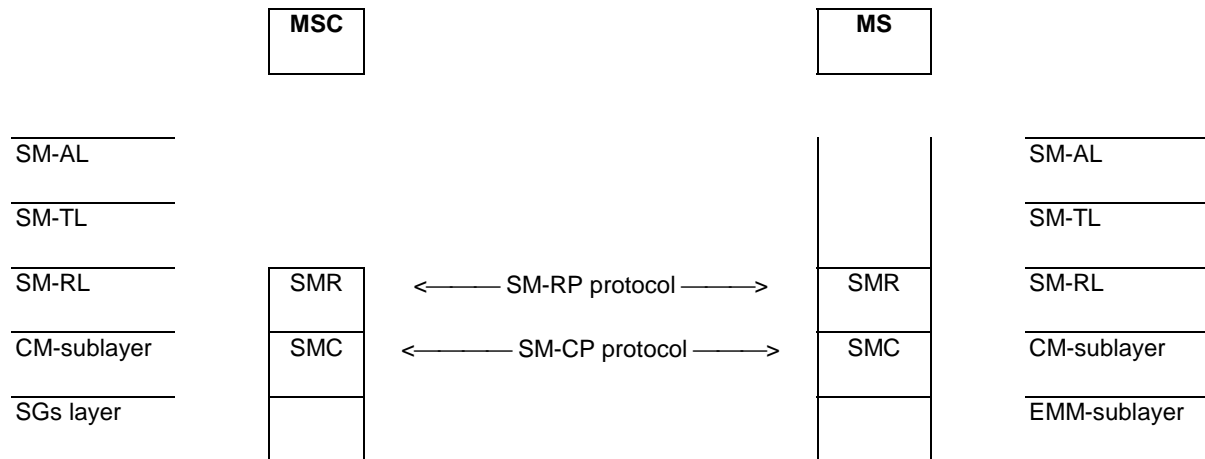 MSC MS
SM-AL SM-AL
SM-TL SM-TL
SM-RL SMR <——— SM-RP protocol ———> SMR SM-RL
CM-sublayer SMC <———— SM-CP protocol ———> SMC CM-sublayer
SGs layer EMM-sublayer